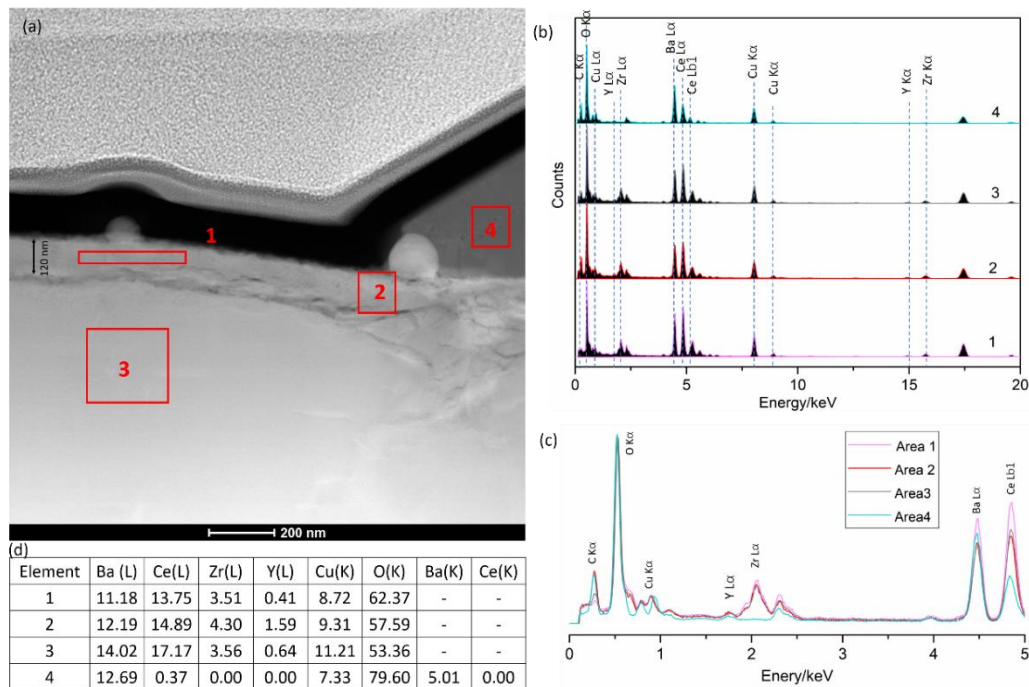 (a)
1
120 nm
2
3
4
200 nm
(b)
C Kα
O Kα
Cu Lα
Y Lα
Zr Lα
Ba Lα
Ce Lα
Ce Lb1
Cu Kα
Cu Kα
Y Kα
Zr Kα
4
3
2
1
Counts
0 5 10 15 20
Energy/keV
(c)
C Kα
O Kα
Cu Kα
Y Lα
Zr Lα
Ba Lα
Ce Lb1
Area 1
Area 2
Area3
Area4
0 1 2 3 4 5
Enery/keV
(d)
Element Ba (L) Ce(L) Zr(L) Y(L) Cu(K) O(K) Ba(K) Ce(K)
1 11.18 13.75 3.51 0.41 8.72 62.37 - -
2 12.19 14.89 4.30 1.59 9.31 57.59 - -
3 14.02 17.17 3.56 0.64 11.21 53.36 - -
4 12.69 0.37 0.00 0.00 7.33 79.60 5.01 0.00